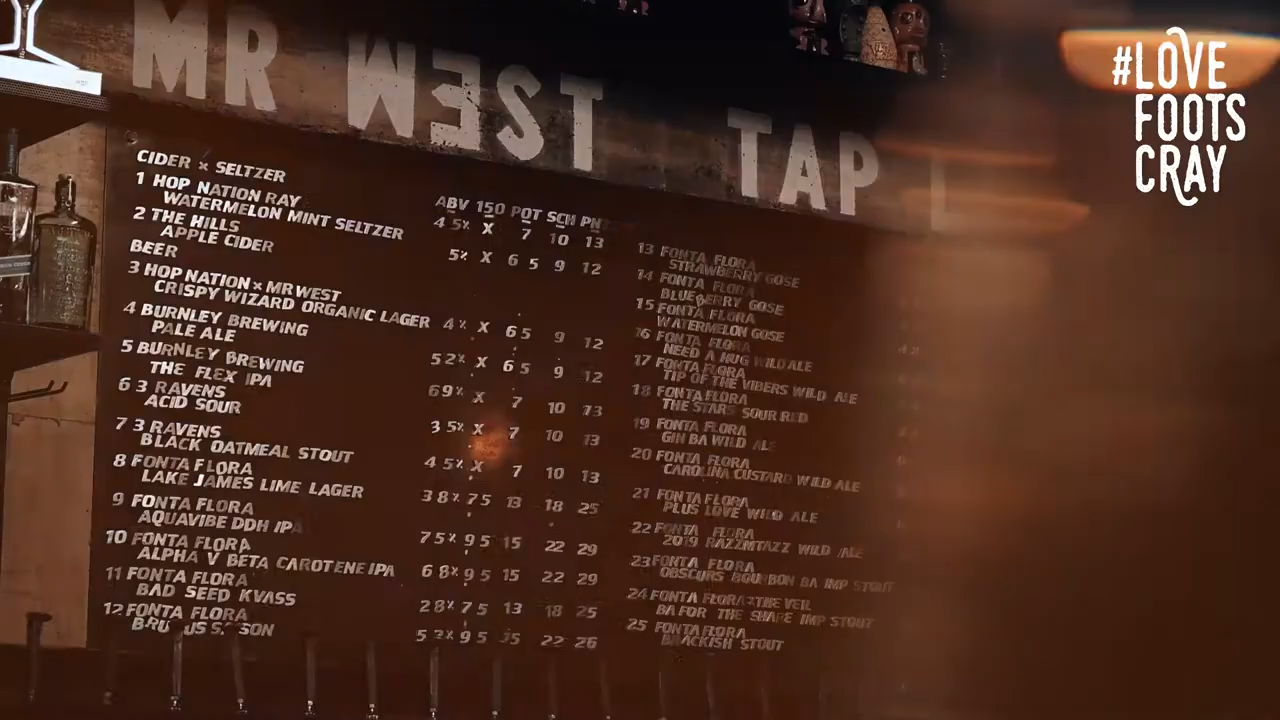 MR WEST TAP L
#LOVE
FOOTS
CRAY
CIDER × SELTZER
ABV 150 POT SCH PNT
1 HOP NATION RAY
WATERMELON MINT SELTZER 4 5% X 7 10 13
2 THE HILLS
APPLE CIDER 5% X 6 5 9 12
BEER
3 HOP NATION × MR WEST
CRISPY WIZARD ORGANIC LAGER 4% X 6 5 9 12
4 BURNLEY BREWING
PALE ALE 5 2% X 6 5 9 12
5 BURNLEY BREWING
THE FLEX IPA 6 9% X 7 10 13
6 3 RAVENS
ACID SOUR 3 5% X 7 10 13
7 3 RAVENS
BLACK OATMEAL STOUT 4 5% X 7 10 13
8 FONTA FLORA
LAKE JAMES LIME LAGER 3 8% 7 5 13 18 25
9 FONTA FLORA
AQUAVIBE DDH IPA 7 5% 9 5 15 22 29
10 FONTA FLORA
ALPHA V BETA CAROTENE IPA 6 8% 9 5 15 22 29
11 FONTA FLORA
BAD SEED KVASS 2 8% 7 5 13 18 25
12 FONTA FLORA
9 5 15 22 26
13 FONTA FLORA
STRAWBERRY GOSE
14 FONTA FLORA
BLUEBERRY GOSE
15 FONTA FLORA
WATERMELON GOSE
16 FONTA FLORA
NEED A HUG WILD ALE
17 FONTA FLORA
TIP OF THE VIBERS WILD ALE
18 FONTA FLORA
THE STARS SOUR RED
19 FONTA FLORA
GIN BA WILD ALE
20 FONTA FLORA
CAROLINA CUSTARD WILD ALE
21 FONTA FLORA
PLUS LOVE WILD ALE
22 FONTA FLORA
2019 RAZZMTAZZ WILD ALE
23 FONTA FLORA
OBSCURS BOURBON BA IMP STOUT
24 FONTA FLORA × THE VEIL
BA FOR THE SHAPE IMP STOUT
25 FONTA FLORA
BRACKISH STOUT